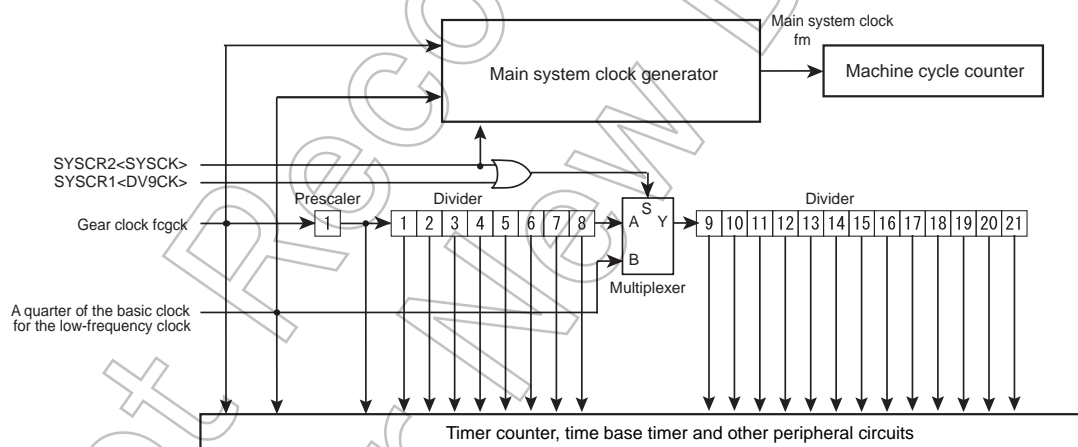 Main system clock
fm
Main system clock generator
Machine cycle counter
SYSCR2<SYSCK>
SYSCR1<DV9CK>
Prescaler
Divider
Divider
Gear clock fcgck
1
1 2 3 4 5 6 7 8
S
A Y
B
9 10 11 12 13 14 15 16 17 18 19 20 21
Multiplexer
A quarter of the basic clock
for the low-frequency clock
Timer counter, time base timer and other peripheral circuits